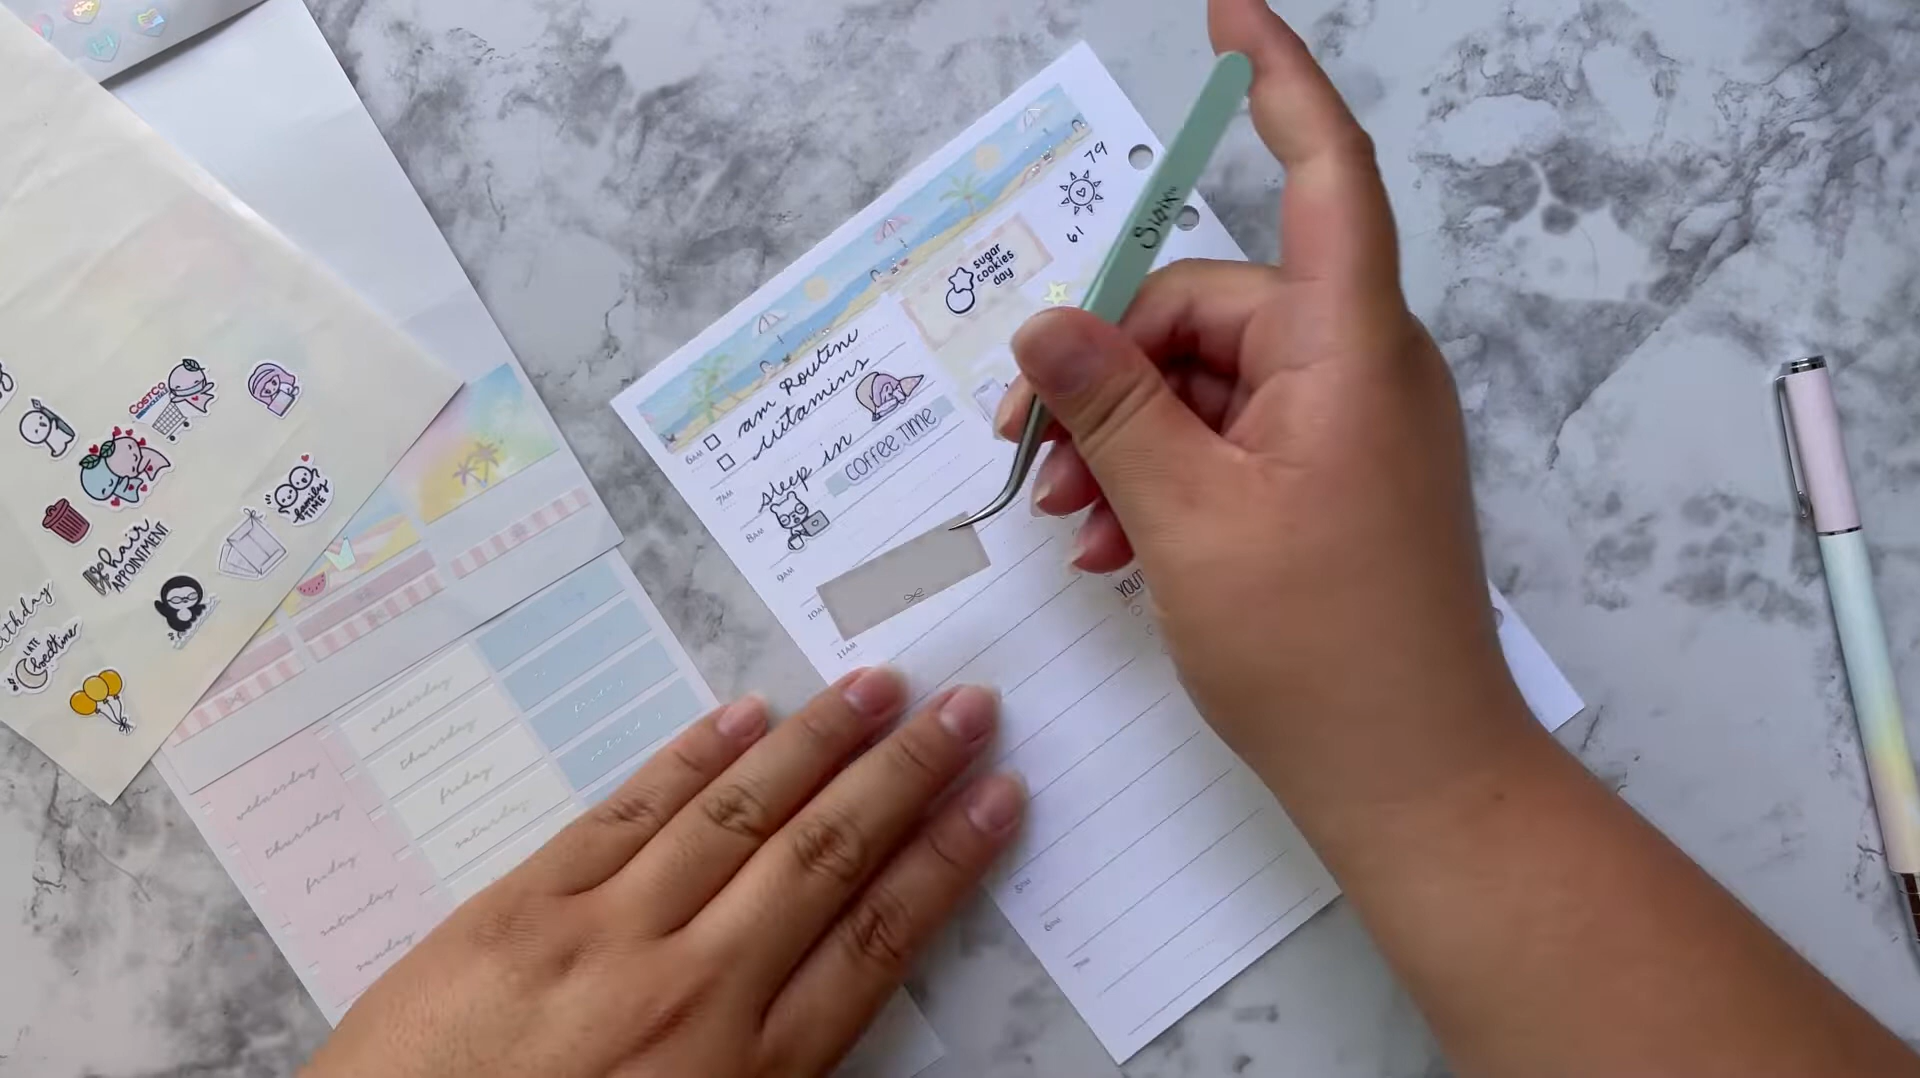 79
61
sugar
cookies
day
am Routine
vitamins
6AM
sleep in
COFFEE TIME
7AM
8AM
9AM
10AM
11AM
YOUT
6PM
7PM
Sizzix
COSTCO
family
TIME
hair
APPOINTMENT
LATE
bedtime
wednesday
thursday
friday
saturday
wednesday
thursday
friday
saturday
sunday
friday
saturday